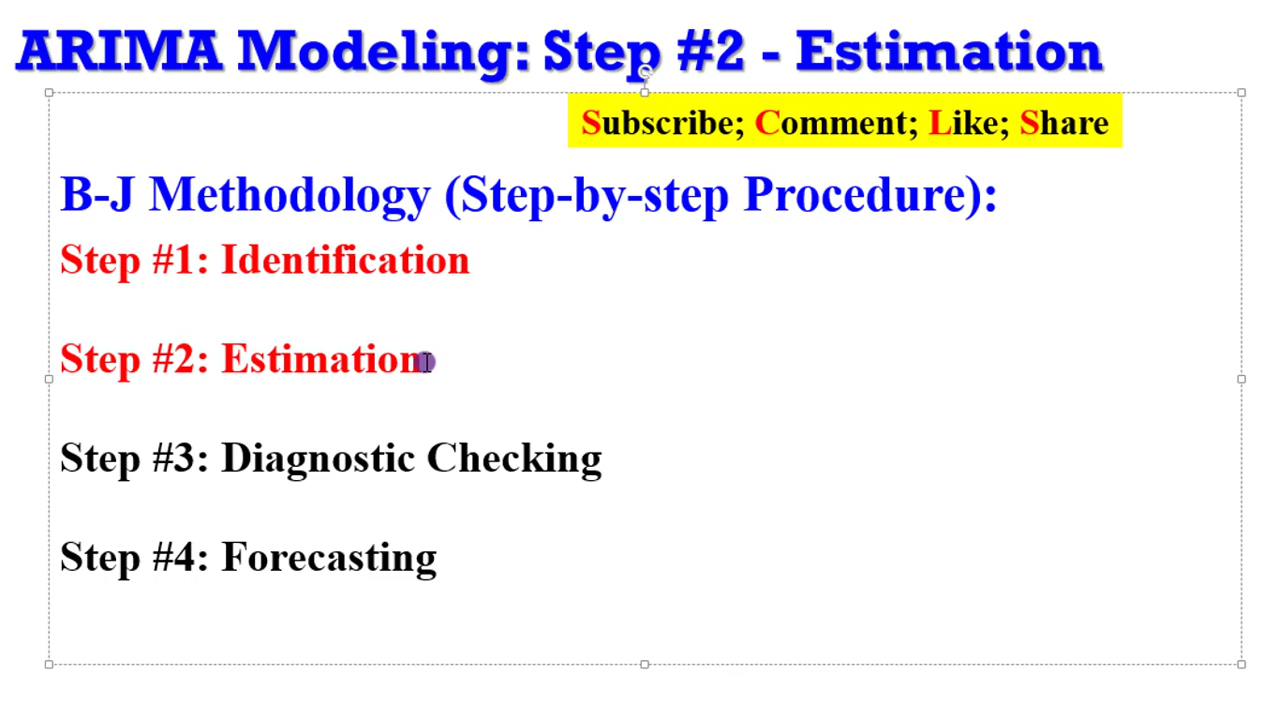 ARIMA Modeling: Step #2 - Estimation
Subscribe; Comment; Like; Share
B-J Methodology (Step-by-step Procedure):
Step #1: Identification
Step #2: Estimation
Step #3: Diagnostic Checking
Step #4: Forecasting